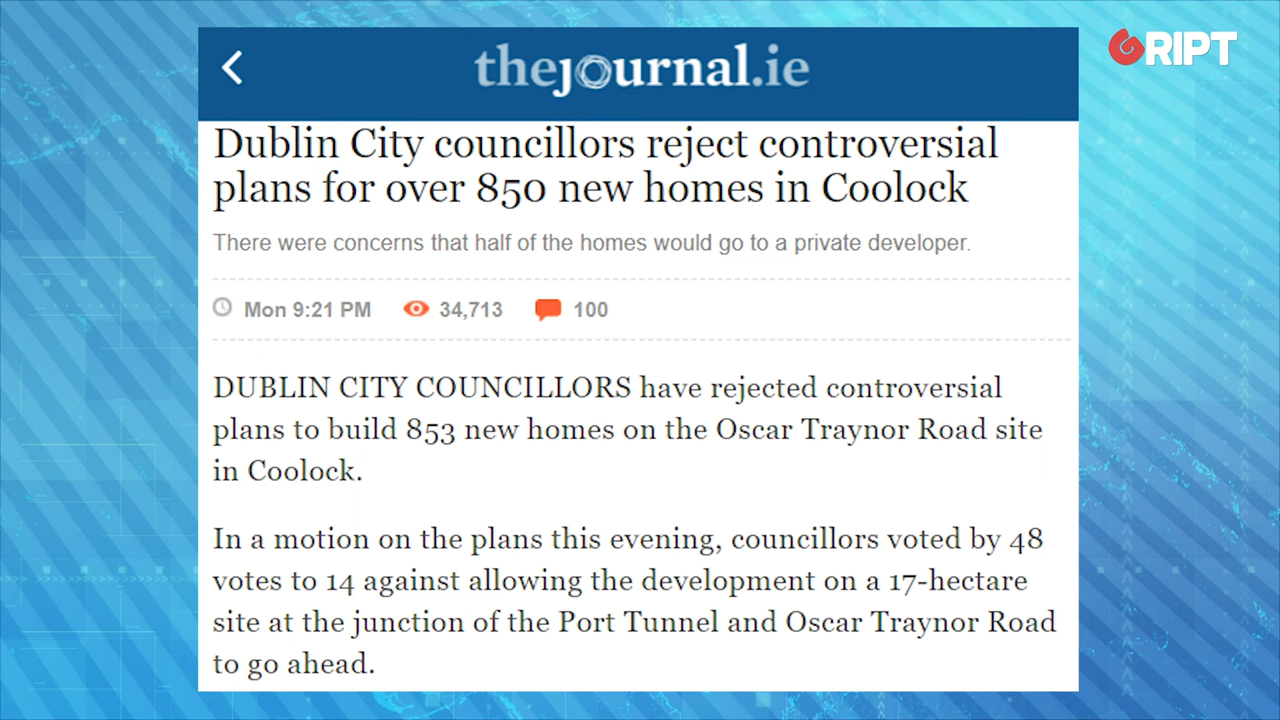 thejournal.ie
GRIPT
Dublin City councillors reject controversial
plans for over 850 new homes in Coolock
There were concerns that half of the homes would go to a private developer.
Mon 9:21 PM 34,713 100
DUBLIN CITY COUNCILLORS have rejected controversial
plans to build 853 new homes on the Oscar Traynor Road site
in Coolock.
In a motion on the plans this evening, councillors voted by 48
votes to 14 against allowing the development on a 17-hectare
site at the junction of the Port Tunnel and Oscar Traynor Road
to go ahead.